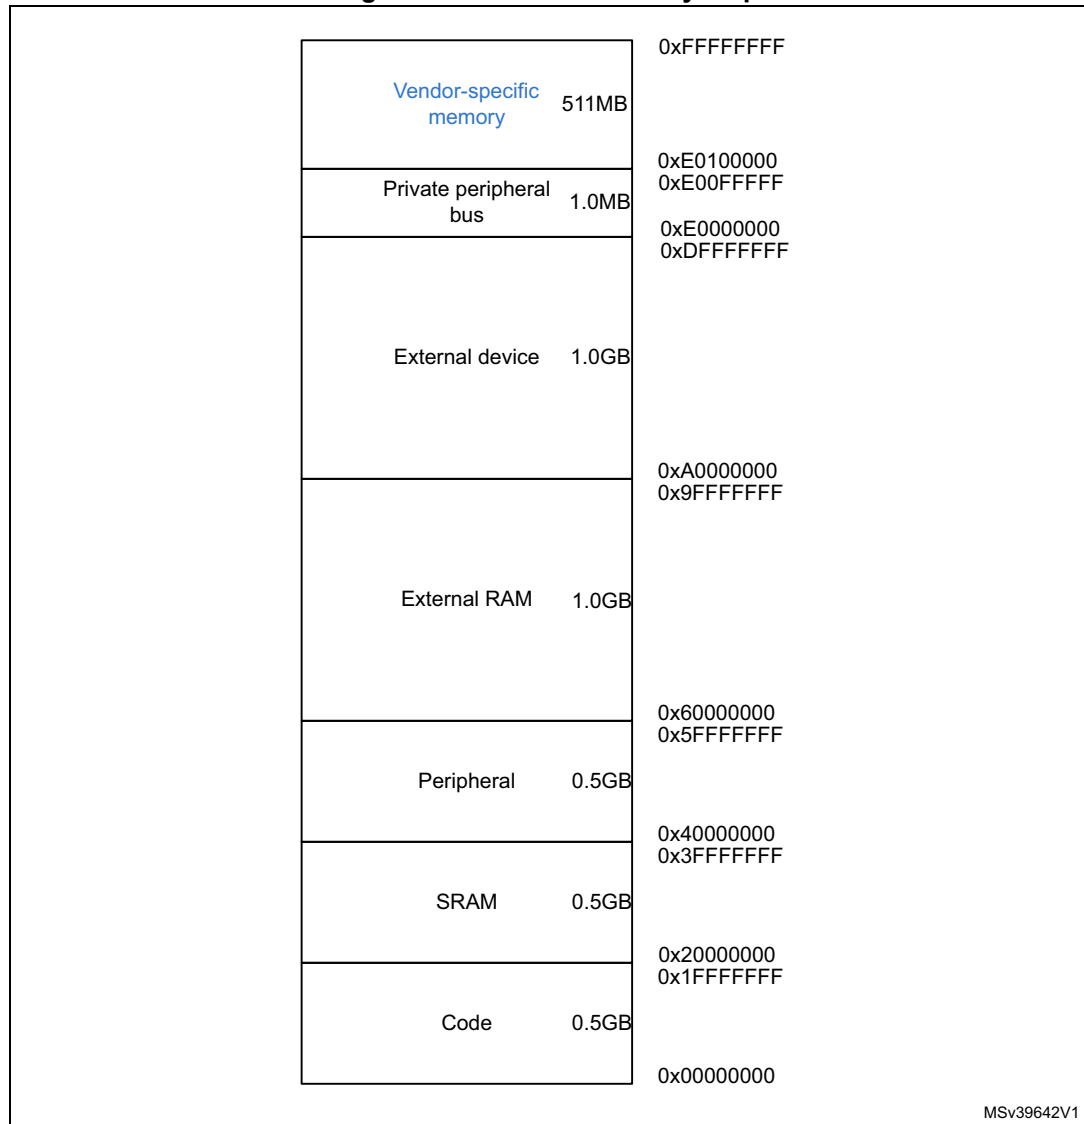 0xFFFFFFFF
Vendor-specific
memory
511MB
0xE0100000
0xE00FFFFF
Private peripheral
bus
1.0MB
0xE0000000
0xDFFFFFFF
External device 1.0GB
0xA0000000
0x9FFFFFFF
External RAM 1.0GB
0x60000000
0x5FFFFFFF
Peripheral 0.5GB
0x40000000
0x3FFFFFFF
SRAM 0.5GB
0x20000000
0x1FFFFFFF
Code 0.5GB
0x00000000
MSv39642V1